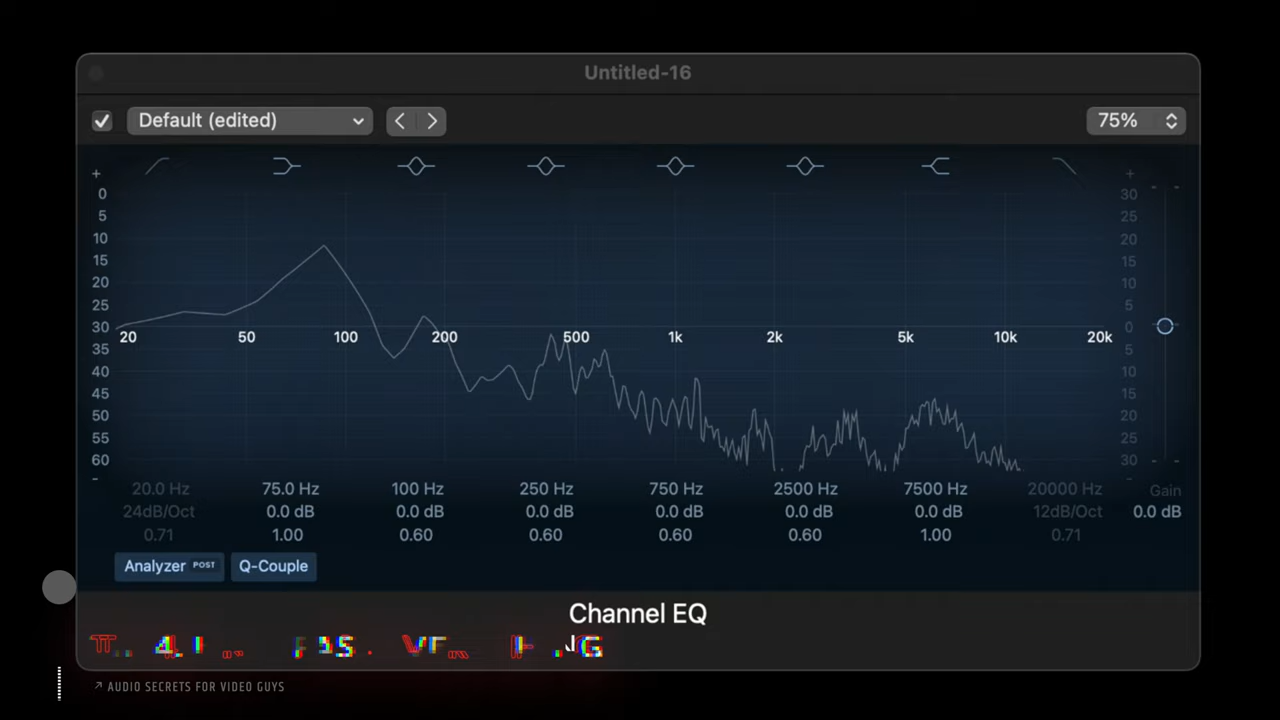 Untitled-16
Default (edited)
75%
+ +
0 30
5 25
10 20
15 15
20 10
25 5
30 0
20 50 100 200 500 1k 2k 5k 10k 20k
35 5
40 10
45 15
50 20
55 25
60 30
- -
20.0 Hz 75.0 Hz 100 Hz 250 Hz 750 Hz 2500 Hz 7500 Hz 20000 Hz Gain
24dB/Oct 0.0 dB 0.0 dB 0.0 dB 0.0 dB 0.0 dB 0.0 dB 12dB/Oct 0.0 dB
0.71 1.00 0.60 0.60 0.60 0.60 1.00 0.71
Analyzer POST Q-Couple
Channel EQ
↗ AUDIO SECRETS FOR VIDEO GUYS